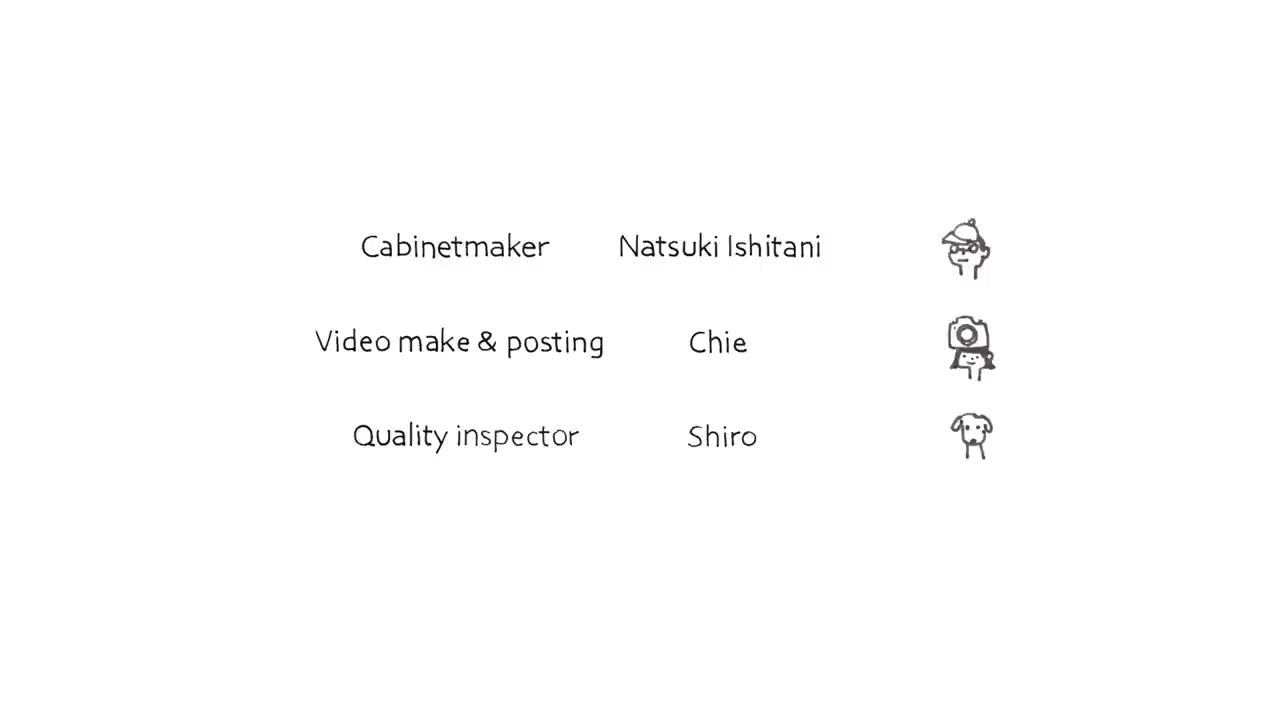 Cabinetmaker Natsuki Ishitani
Video make & posting Chie
Quality inspector Shiro